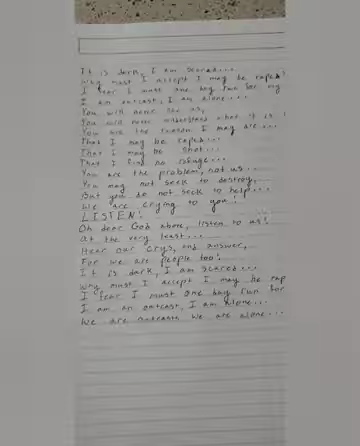 It is dark, I am scared...
Why must I accept I may be raped?
I fear I must one day run for my
I am outcast, I am alone...
You will never see us,
You will never understand what it is
You are the reason I may die...
That I may be raped...
That I may be shot...
That I find no refuge...
You are the problem, not us...
You may not seek to destroy,
But you do not seek to help...
We are crying to you!
LISTEN!
Oh dear God above, listen to us!
At the very least...
Hear our crys, and answer,
For we are people too!
It is dark, I am scared...
Why must I accept I may be rap
I fear I must one day run for
I am an outcast, I am alone...
We are outcasts we are alone...